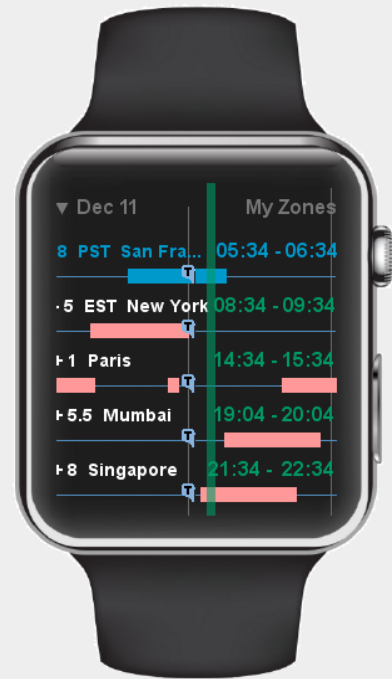 ▼ Dec 11 My Zones
8 PST San Fra... 05:34 - 06:34
T
-5 EST New York 08:34 - 09:34
T
+1 Paris 14:34 - 15:34
T
+5.5 Mumbai 19:04 - 20:04
T
+8 Singapore 21:34 - 22:34
T